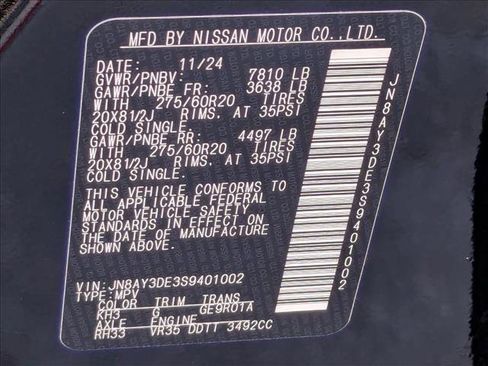 MFD BY NISSAN MOTOR CO.,LTD.
DATE: 11/24
GVWR/PNBV: 7810 LB
GAWR/PNBE FR: 3638 LB
WITH 275/60R20 TIRES
20X81/2J RIMS. AT 35PSI
COLD SINGLE.
GAWR/PNBE RR: 4497 LB
WITH 275/60R20 TIRES
20X81/2J RIMS. AT 35PSI
COLD SINGLE.
THIS VEHICLE CONFORMS TO
ALL APPLICABLE FEDERAL
MOTOR VEHICLE SAFETY
STANDARDS IN EFFECT ON
THE DATE OF MANUFACTURE
SHOWN ABOVE.
VIN:JN8AY3DE3S9401002
TYPE:MPV
COLOR TRIM TRANS
KH3 G GE9R01A
AXLE ENGINE
RH33 VR35 DDTT 3492CC
JN8AY3DE3S9401002